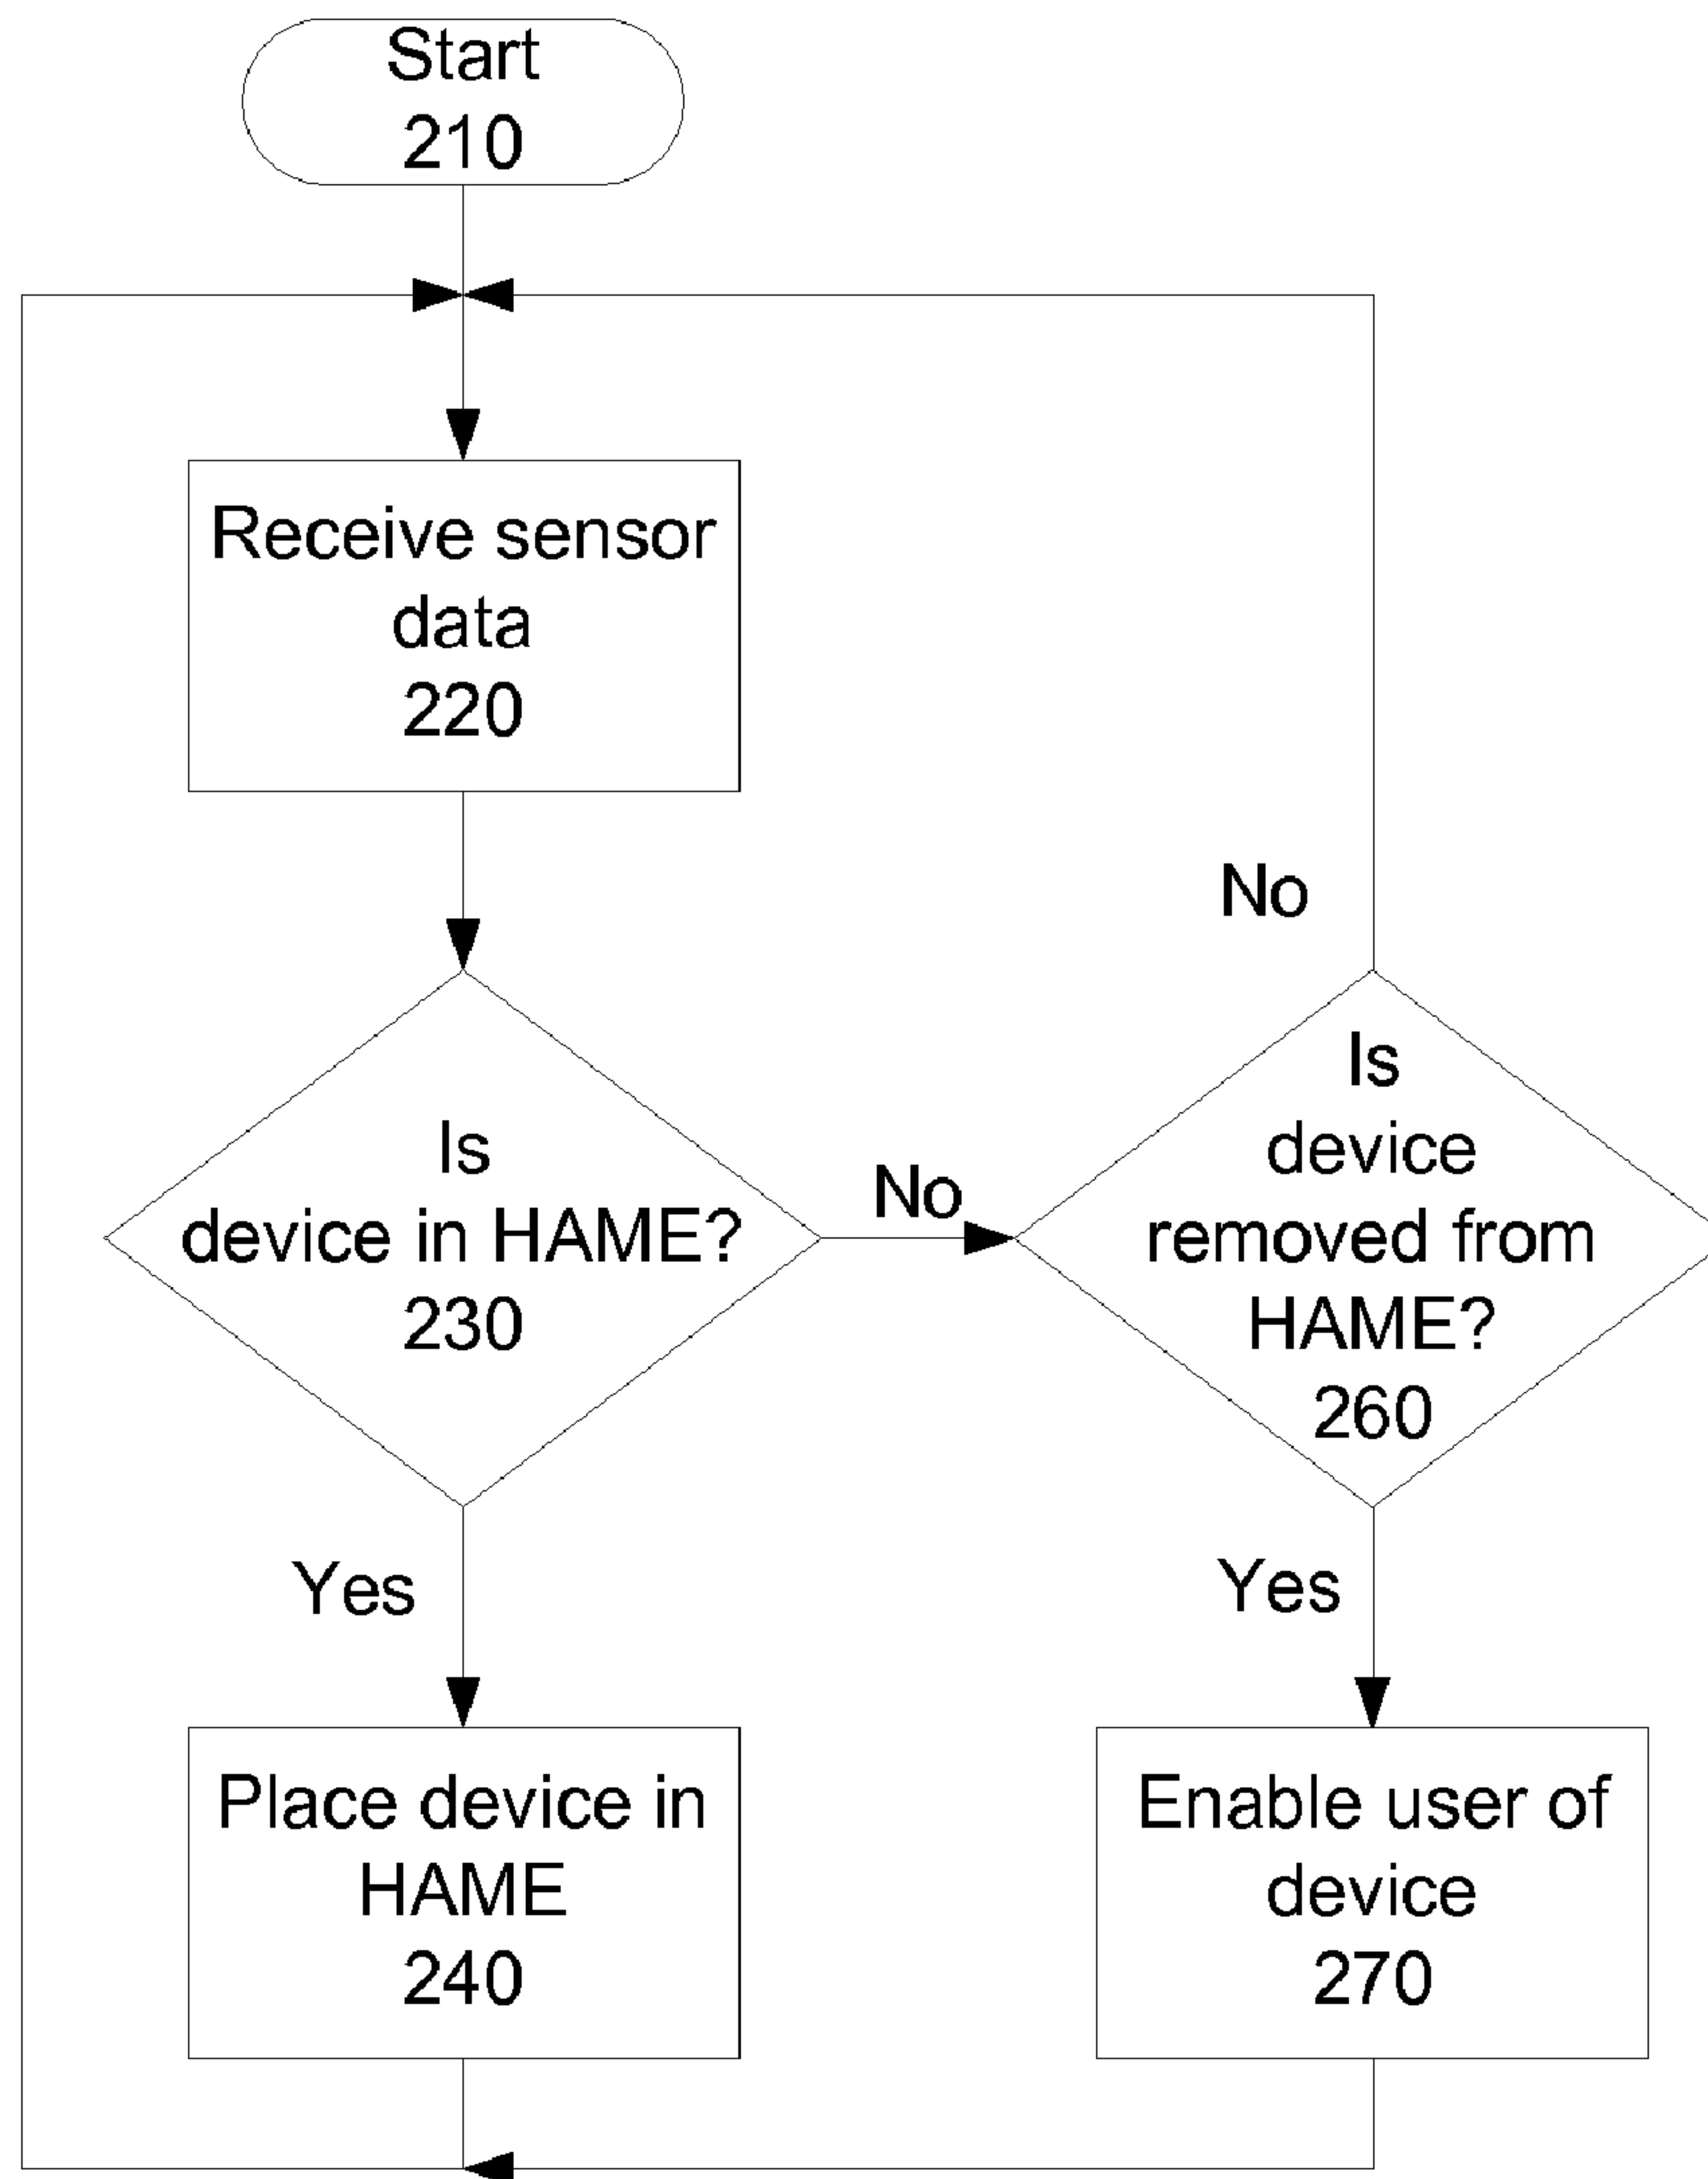 Start
210
Receive sensor
data
220
No
Is
device in HAME?
230
No
Is
device
removed from
HAME?
260
Yes
Yes
Place device in
HAME
240
Enable user of
device
270